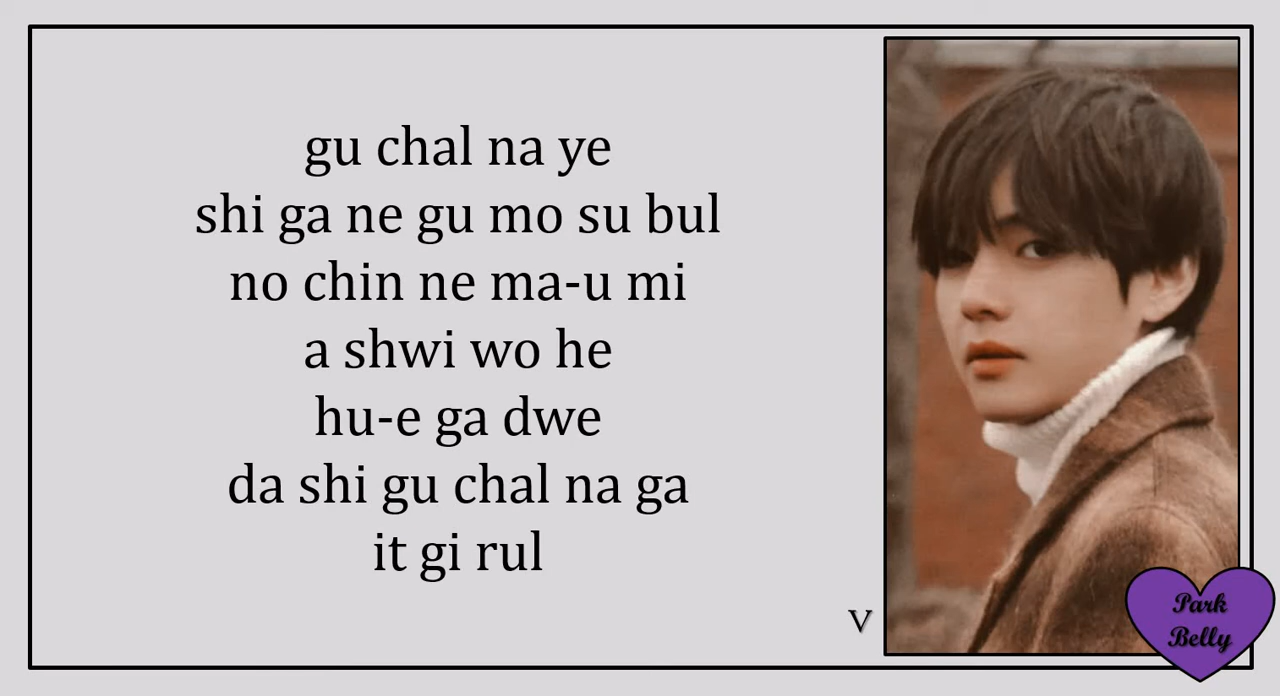 gu chal na ye
shi ga ne gu mo su bul
no chin ne ma-u mi
a shwi wo he
hu-e ga dwe
da shi gu chal na ga
it gi rul
V
Park
Belly